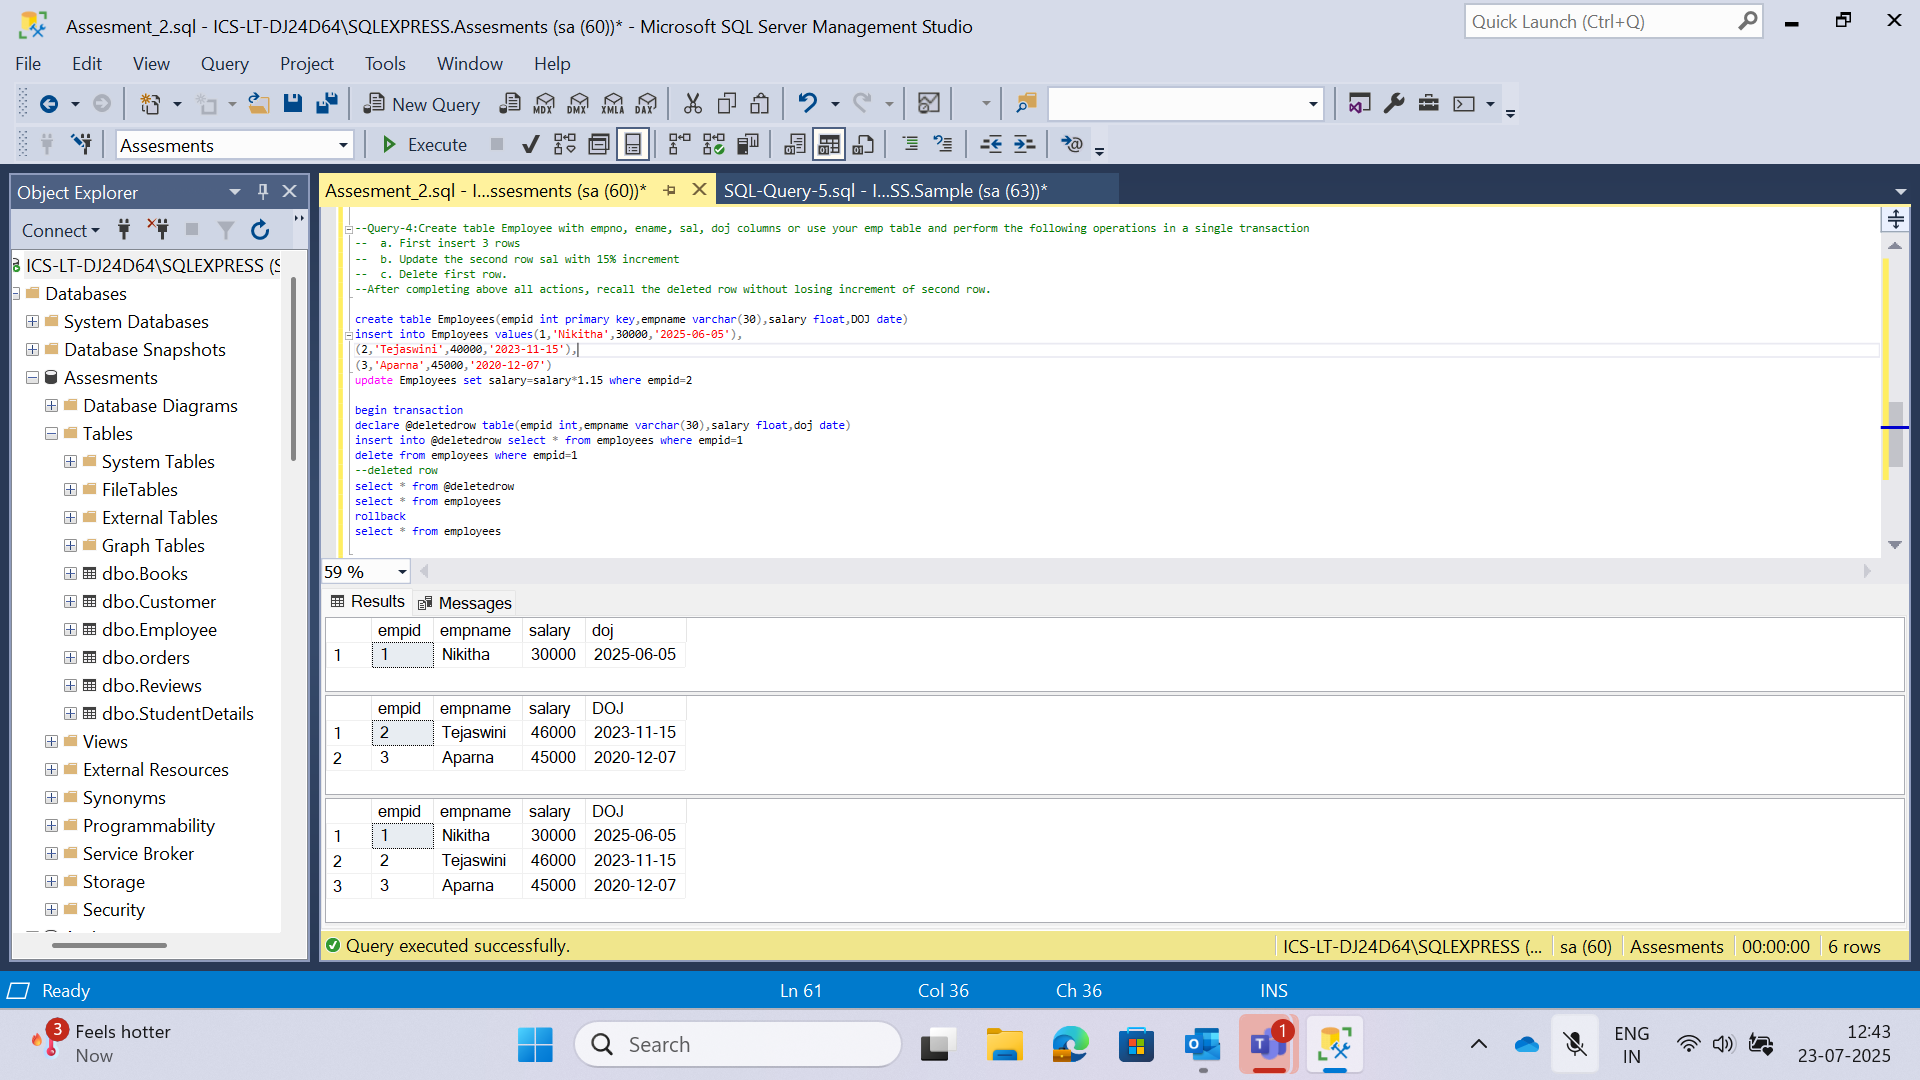 Assesment_2.sql - ICS-LT-DJ24D64\SQLEXPRESS.Assesments (sa (60))* - Microsoft SQL Server Management Studio
Quick Launch (Ctrl+Q)
File Edit View Query Project Tools Window Help
New Query MDX DMX XMLA DAX
Assesments Execute
Object Explorer
Connect
ICS-LT-DJ24D64\SQLEXPRESS (S
Databases
System Databases
Database Snapshots
Assesments
Database Diagrams
Tables
System Tables
FileTables
External Tables
Graph Tables
dbo.Books
dbo.Customer
dbo.Employee
dbo.orders
dbo.Reviews
dbo.StudentDetails
Views
External Resources
Synonyms
Programmability
Service Broker
Storage
Security
Assesment_2.sql - I...ssesments (sa (60))* SQL-Query-5.sql - I...SS.Sample (sa (63))*
--Query-4:Create table Employee with empno, ename, sal, doj columns or use your emp table and perform the following operations in a single transaction
-- a. First insert 3 rows
-- b. Update the second row sal with 15% increment
-- c. Delete first row.
--After completing above all actions, recall the deleted row without losing increment of second row.
create table Employees(empid int primary key,empname varchar(30),salary float,DOJ date)
insert into Employees values(1,'Nikitha',30000,'2025-06-05'),
(2,'Tejaswini',40000,'2023-11-15'),
(3,'Aparna',45000,'2020-12-07')
update Employees set salary=salary*1.15 where empid=2
begin transaction
declare @deletedrow table(empid int,empname varchar(30),salary float,doj date)
insert into @deletedrow select * from employees where empid=1
delete from employees where empid=1
--deleted row
select * from @deletedrow
select * from employees
rollback
select * from employees
59 %
Results Messages
empid empname salary doj
1 1 Nikitha 30000 2025-06-05
empid empname salary DOJ
1 2 Tejaswini 46000 2023-11-15
2 3 Aparna 45000 2020-12-07
empid empname salary DOJ
1 1 Nikitha 30000 2025-06-05
2 2 Tejaswini 46000 2023-11-15
3 3 Aparna 45000 2020-12-07
Query executed successfully. ICS-LT-DJ24D64\SQLEXPRESS (... sa (60) Assesments 00:00:00 6 rows
Ready Ln 61 Col 36 Ch 36 INS
3 Feels hotter
Now
Search
1
ENG
IN
12:43
23-07-2025